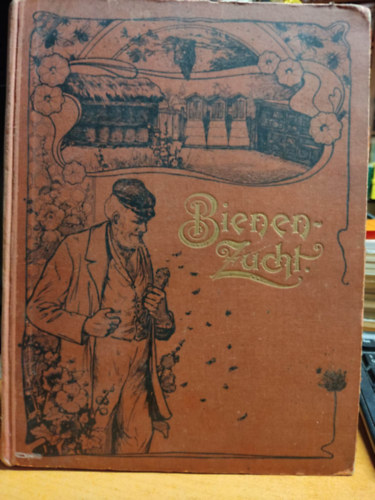 Bienen-
Zucht.